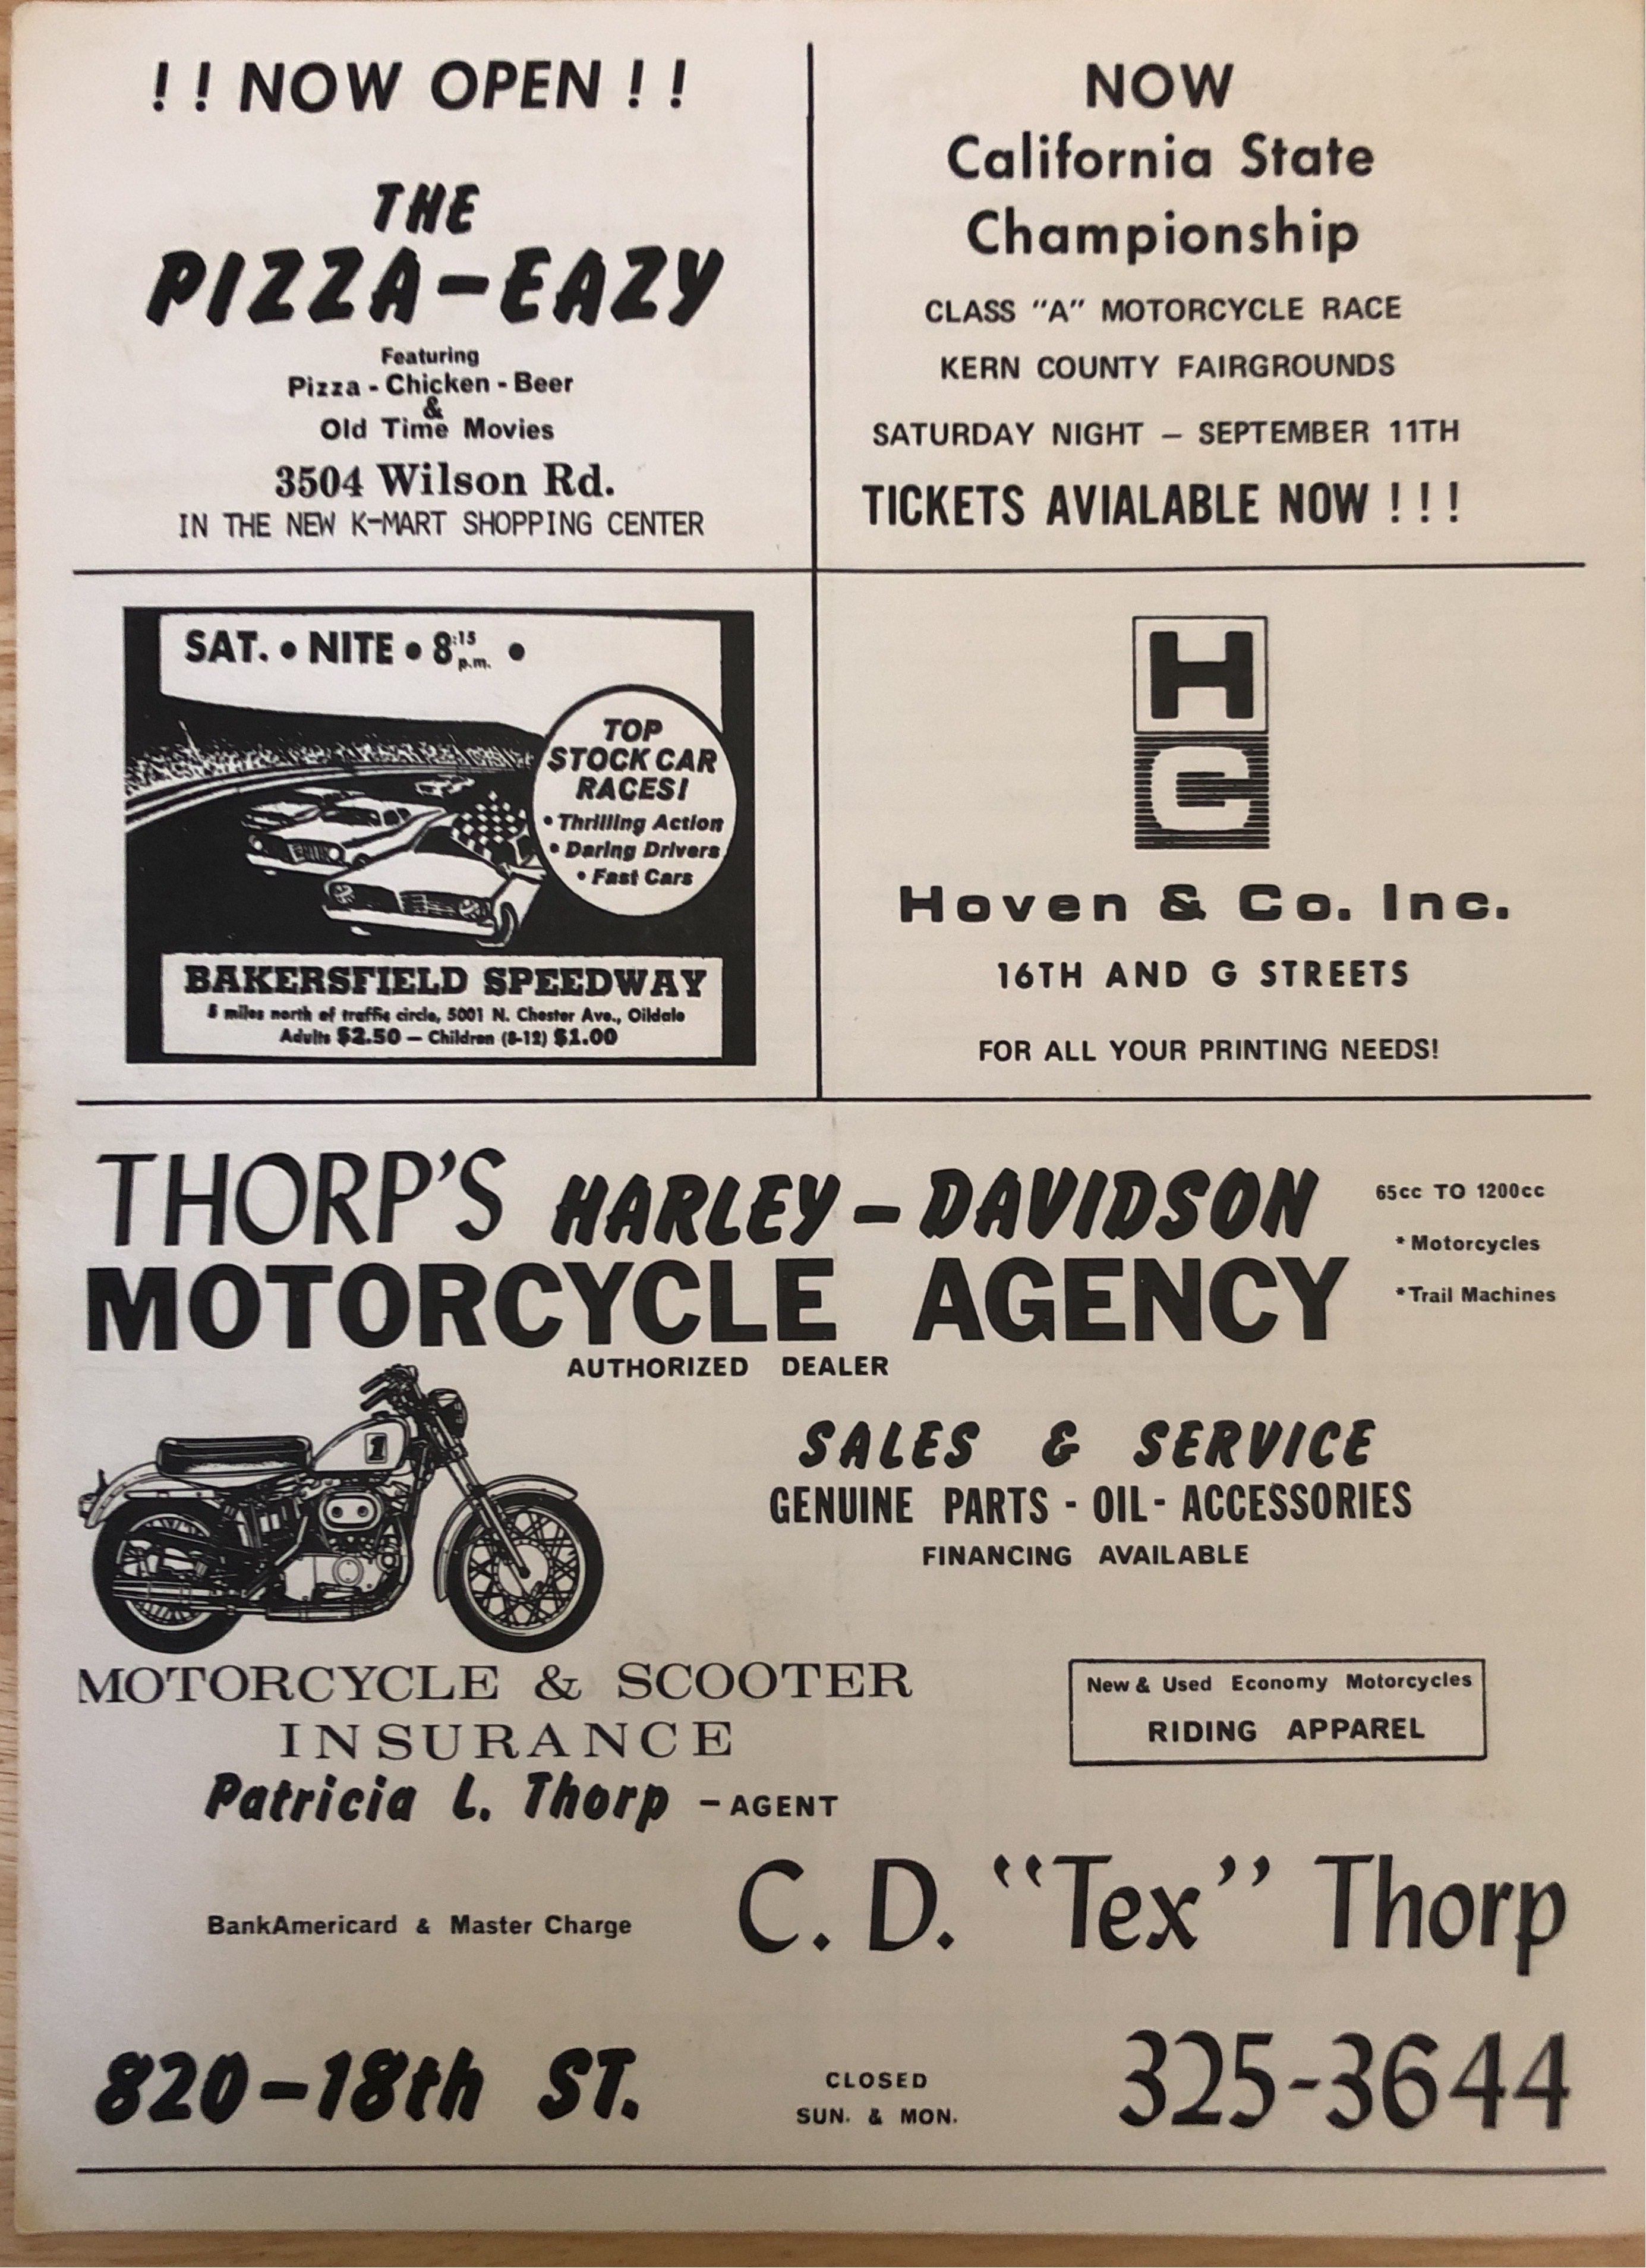 ! ! NOW OPEN ! !
THE
PIZZA-EAZY
Featuring
Pizza - Chicken - Beer
&
Old Time Movies
3504 Wilson Rd.
IN THE NEW K-MART SHOPPING CENTER
NOW
California State
Championship
CLASS "A" MOTORCYCLE RACE
KERN COUNTY FAIRGROUNDS
SATURDAY NIGHT – SEPTEMBER 11TH
TICKETS AVIALABLE NOW ! ! !
SAT. • NITE • 8:15 p.m. •
TOP
STOCK CAR
RACES!
• Thrilling Action
• Daring Drivers
• Fast Cars
BAKERSFIELD SPEEDWAY
5 miles north of traffic circle, 5001 N. Chester Ave., Oildale
Adults $2.50 — Children (8-12) $1.00
H
C
Hoven & Co. Inc.
16TH AND G STREETS
FOR ALL YOUR PRINTING NEEDS!
THORP'S HARLEY-DAVIDSON
MOTORCYCLE AGENCY
65cc TO 1200cc
* Motorcycles
* Trail Machines
AUTHORIZED DEALER
1
SALES & SERVICE
GENUINE PARTS - OIL - ACCESSORIES
FINANCING AVAILABLE
MOTORCYCLE & SCOOTER
INSURANCE
Patricia L. Thorp – AGENT
New & Used Economy Motorcycles
RIDING APPAREL
BankAmericard & Master Charge
C. D. "Tex" Thorp
820-18th ST.
CLOSED
SUN. & MON.
325-3644